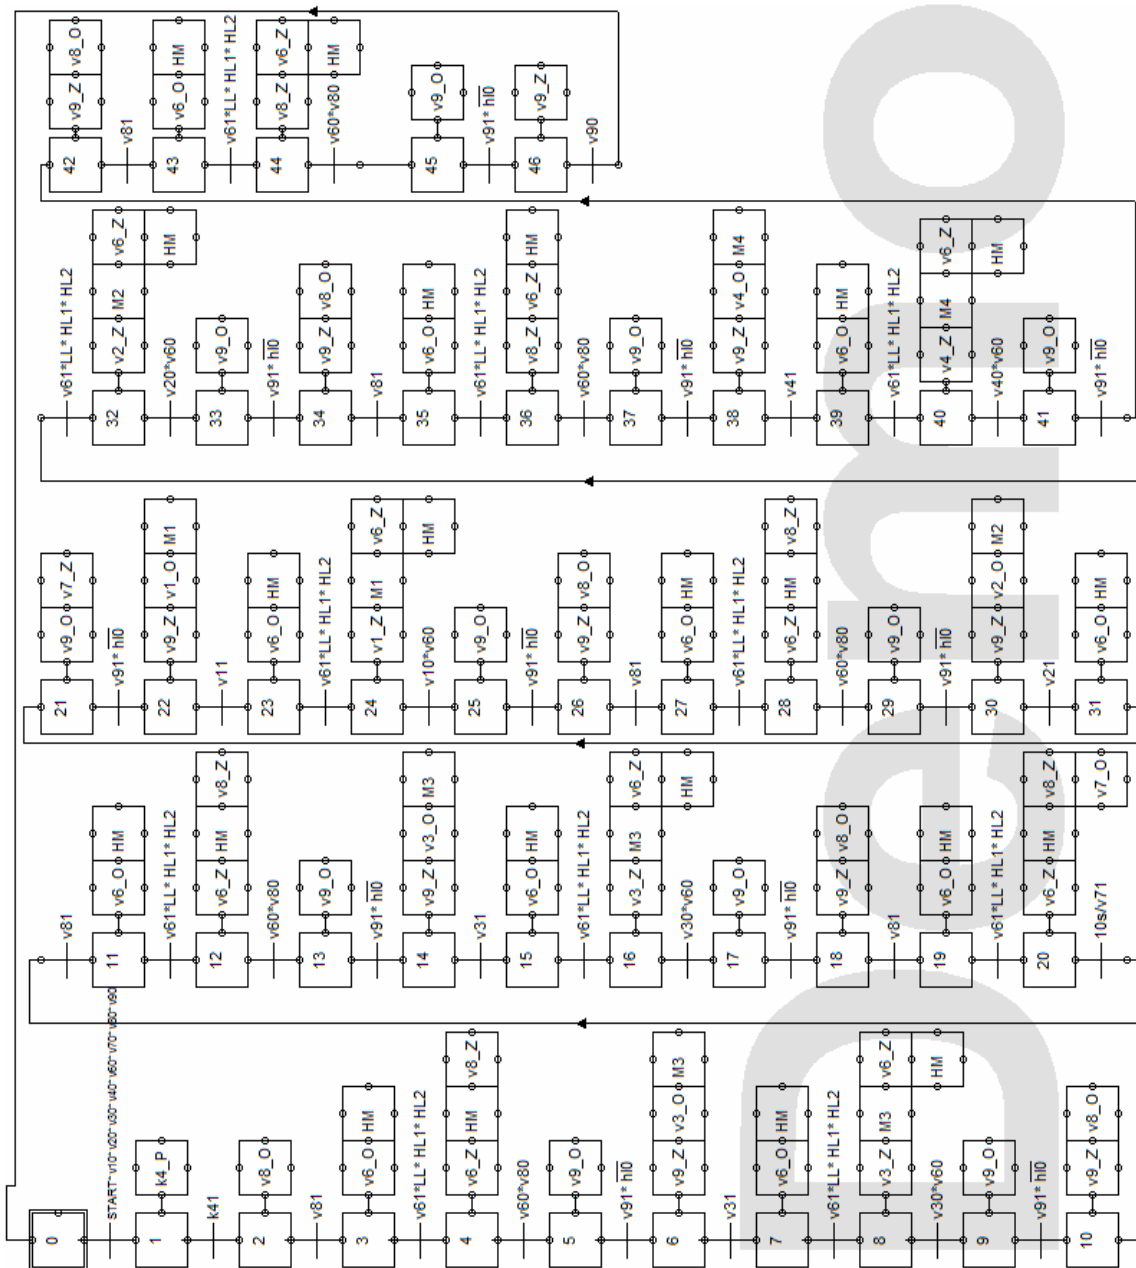 0
START* v10* v20* v30* v40* v60* v70* v80* v90
1 k4_P
k41
2 v8_O
v81
3 v6_O HM
v61*LL* HL1* HL2
4 v6_Z HM v8_Z
v60*v80
5 v9_O
v91* hl0
6 v9_Z v3_O M3
v31
7 v6_O HM
v61*LL* HL1* HL2
8 v3_Z M3 v6_Z
HM
v30*v60
9 v9_O
v91* hl0
10 v9_Z v8_O
v81
11 v6_O HM
v61*LL* HL1* HL2
12 v6_Z HM v8_Z
v60*v80
13 v9_O
v91* hl0
14 v9_Z v3_O M3
v31
15 v6_O HM
v61*LL* HL1* HL2
16 v3_Z M3 v6_Z
HM
v30*v60
17 v9_O
v91* hl0
18 v9_Z v8_O
v81
19 v6_O HM
v61*LL* HL1* HL2
20 v6_Z HM v8_Z
v7_O
10s/v71
21 v9_O v7_Z
v91* hl0
22 v9_Z v1_O M1
v11
23 v6_O HM
v61*LL* HL1* HL2
24 v1_Z M1 v6_Z
HM
v10*v60
25 v9_O
v91* hl0
26 v9_Z v8_O
v81
27 v6_O HM
v61*LL* HL1* HL2
28 v6_Z HM v8_Z
v60*v80
29 v9_O
v91* hl0
30 v9_Z v2_O M2
v21
31 v6_O HM
v61*LL* HL1* HL2
32 v2_Z M2 v6_Z
HM
v20*v60
33 v9_O
v91* hl0
34 v9_Z v8_O
v81
35 v6_O HM
v61*LL* HL1* HL2
36 v8_Z v6_Z HM
v60*v80
37 v9_O
v91* hl0
38 v9_Z v4_O M4
v41
39 v6_O HM
v61*LL* HL1* HL2
40 v4_Z M4 v6_Z
HM
v40*v60
41 v9_O
v91* hl0
42 v9_Z v8_O
v81
43 v6_O HM
v61*LL* HL1* HL2
44 v8_Z v6_Z
HM
v60*v80
45 v9_O
v91* hl0
46 v9_Z
v90
Demo